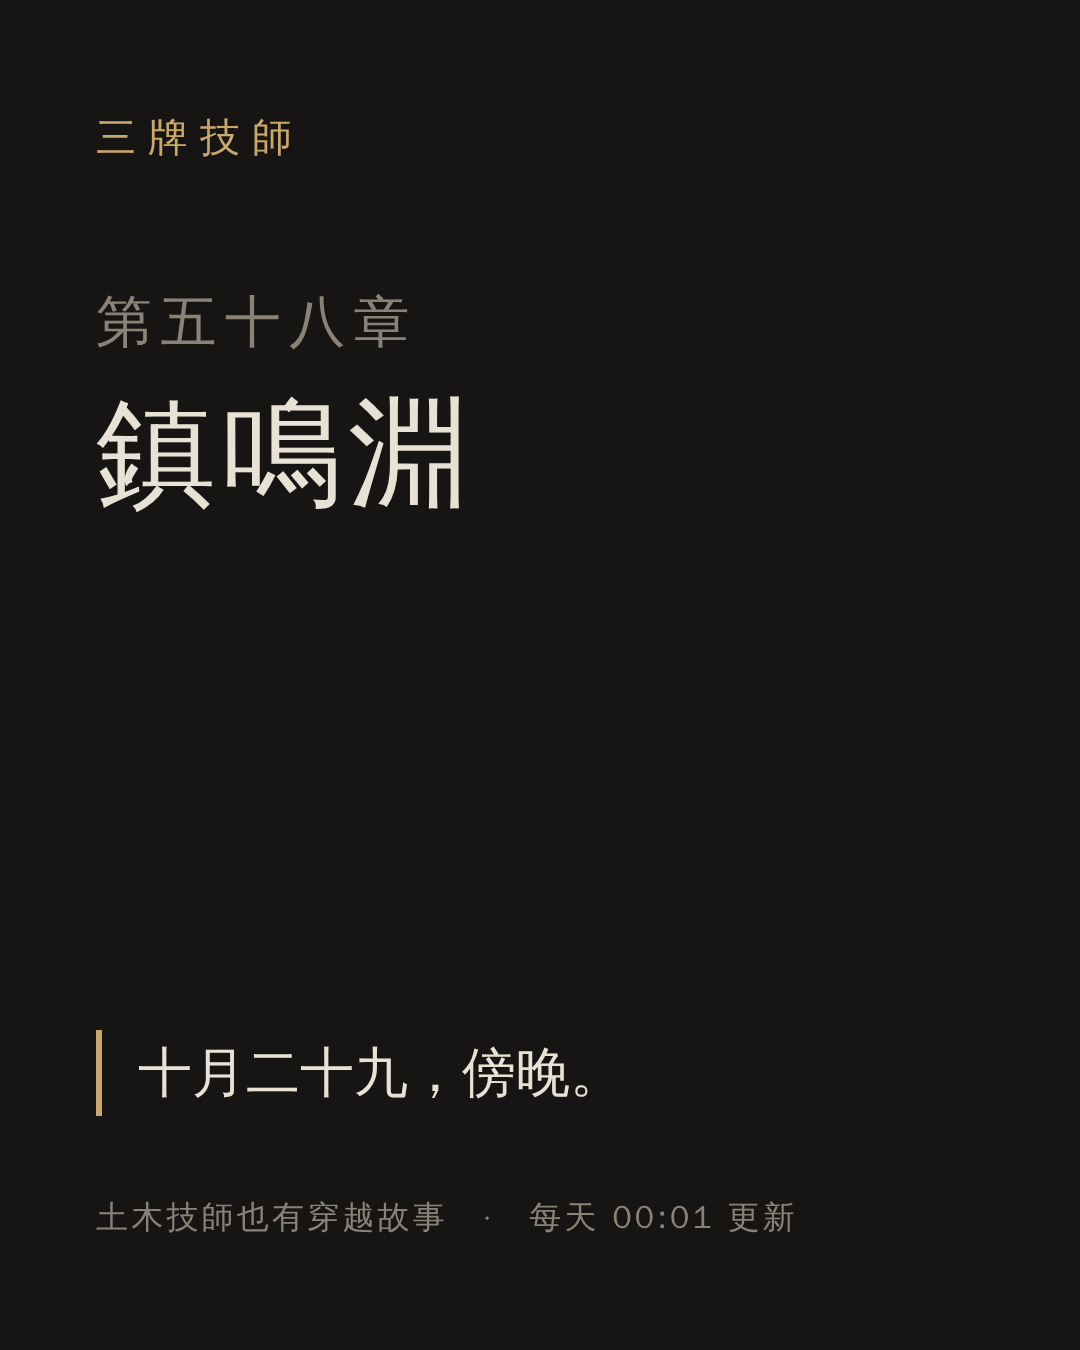 三牌技師
第五十八章
鎮鳴淵
十月二十九，傍晚。
土木技師也有穿越故事 · 每天 00:01 更新